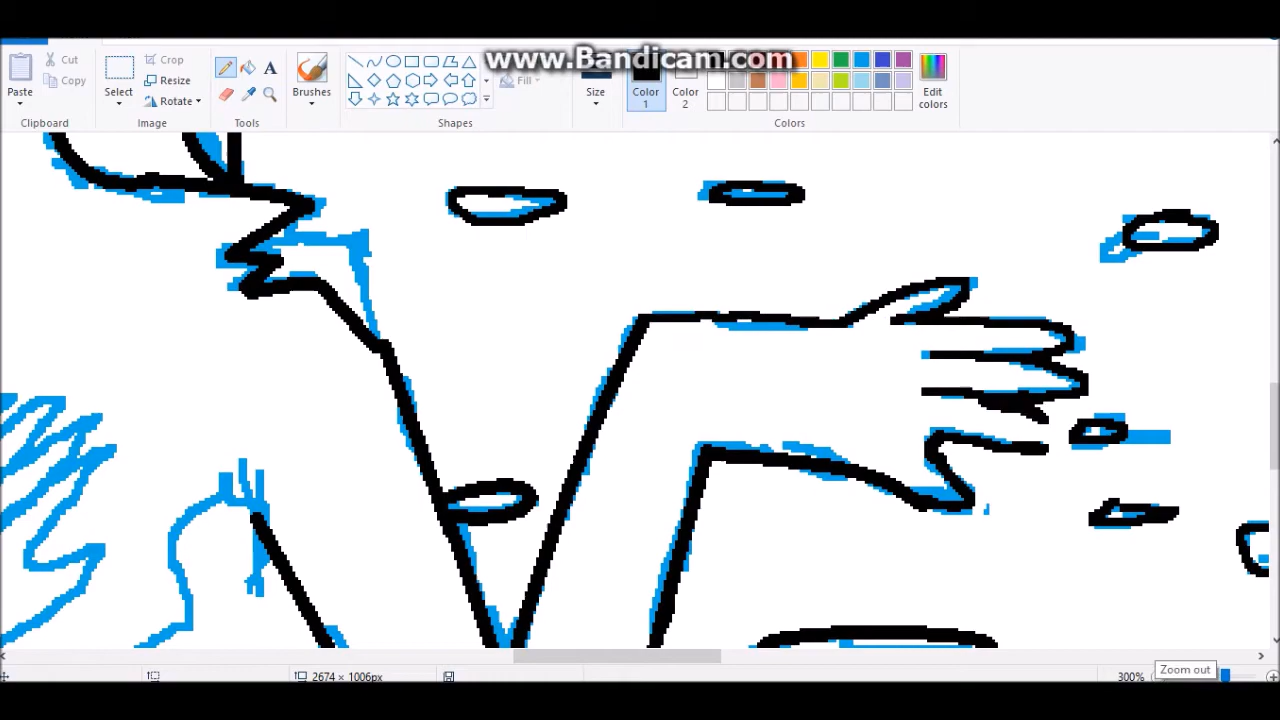 www.Bandicam.com
Paste
Cut
Copy
Clipboard
Select
Crop
Resize
Rotate
Image
A
Tools
Brushes
Shapes
Fill
Size
Color
1
Color
2
Edit
colors
Colors
2674 × 1006px
300%
Zoom out